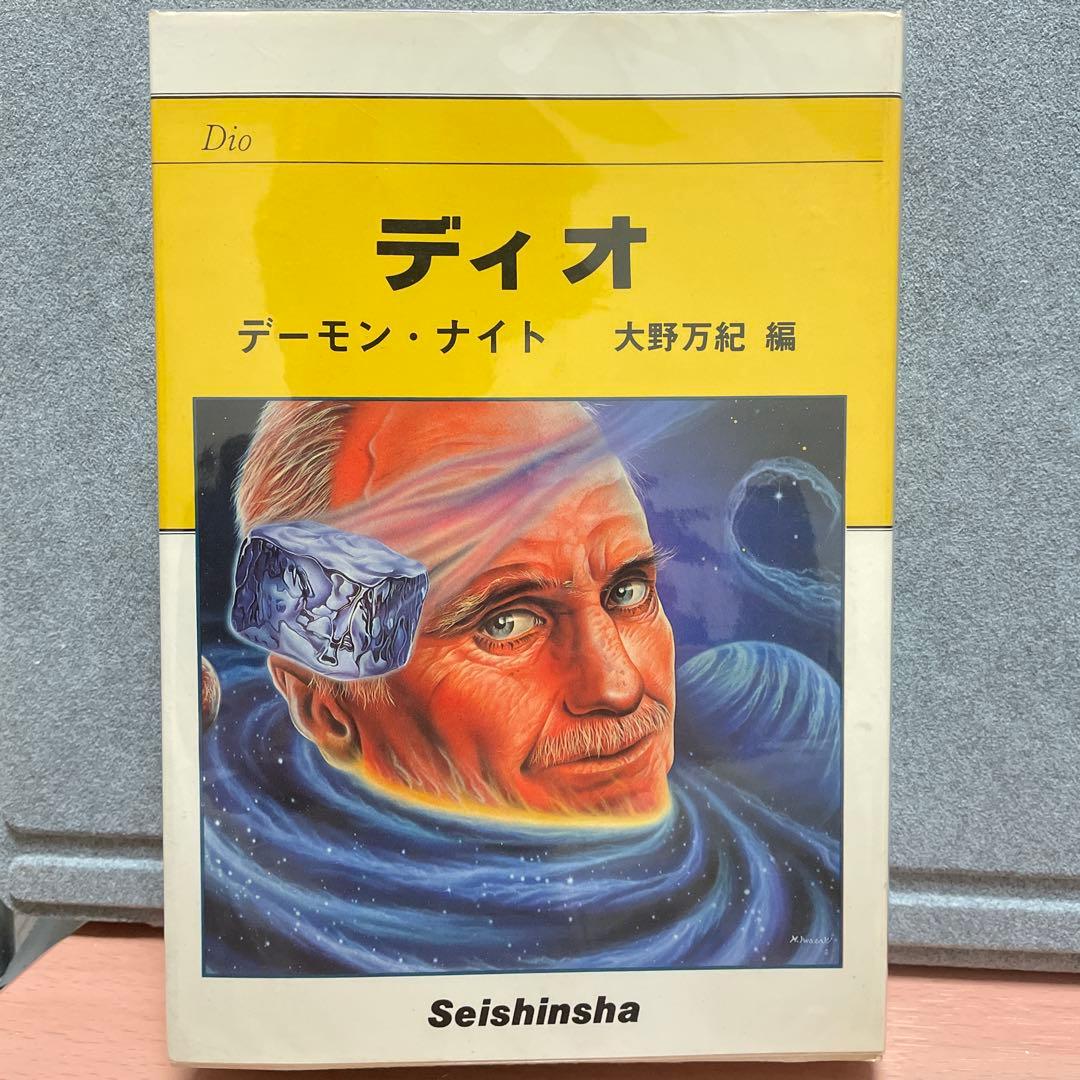 Dio
ディオ
デーモン・ナイト 大野万紀 編
Seishinsha